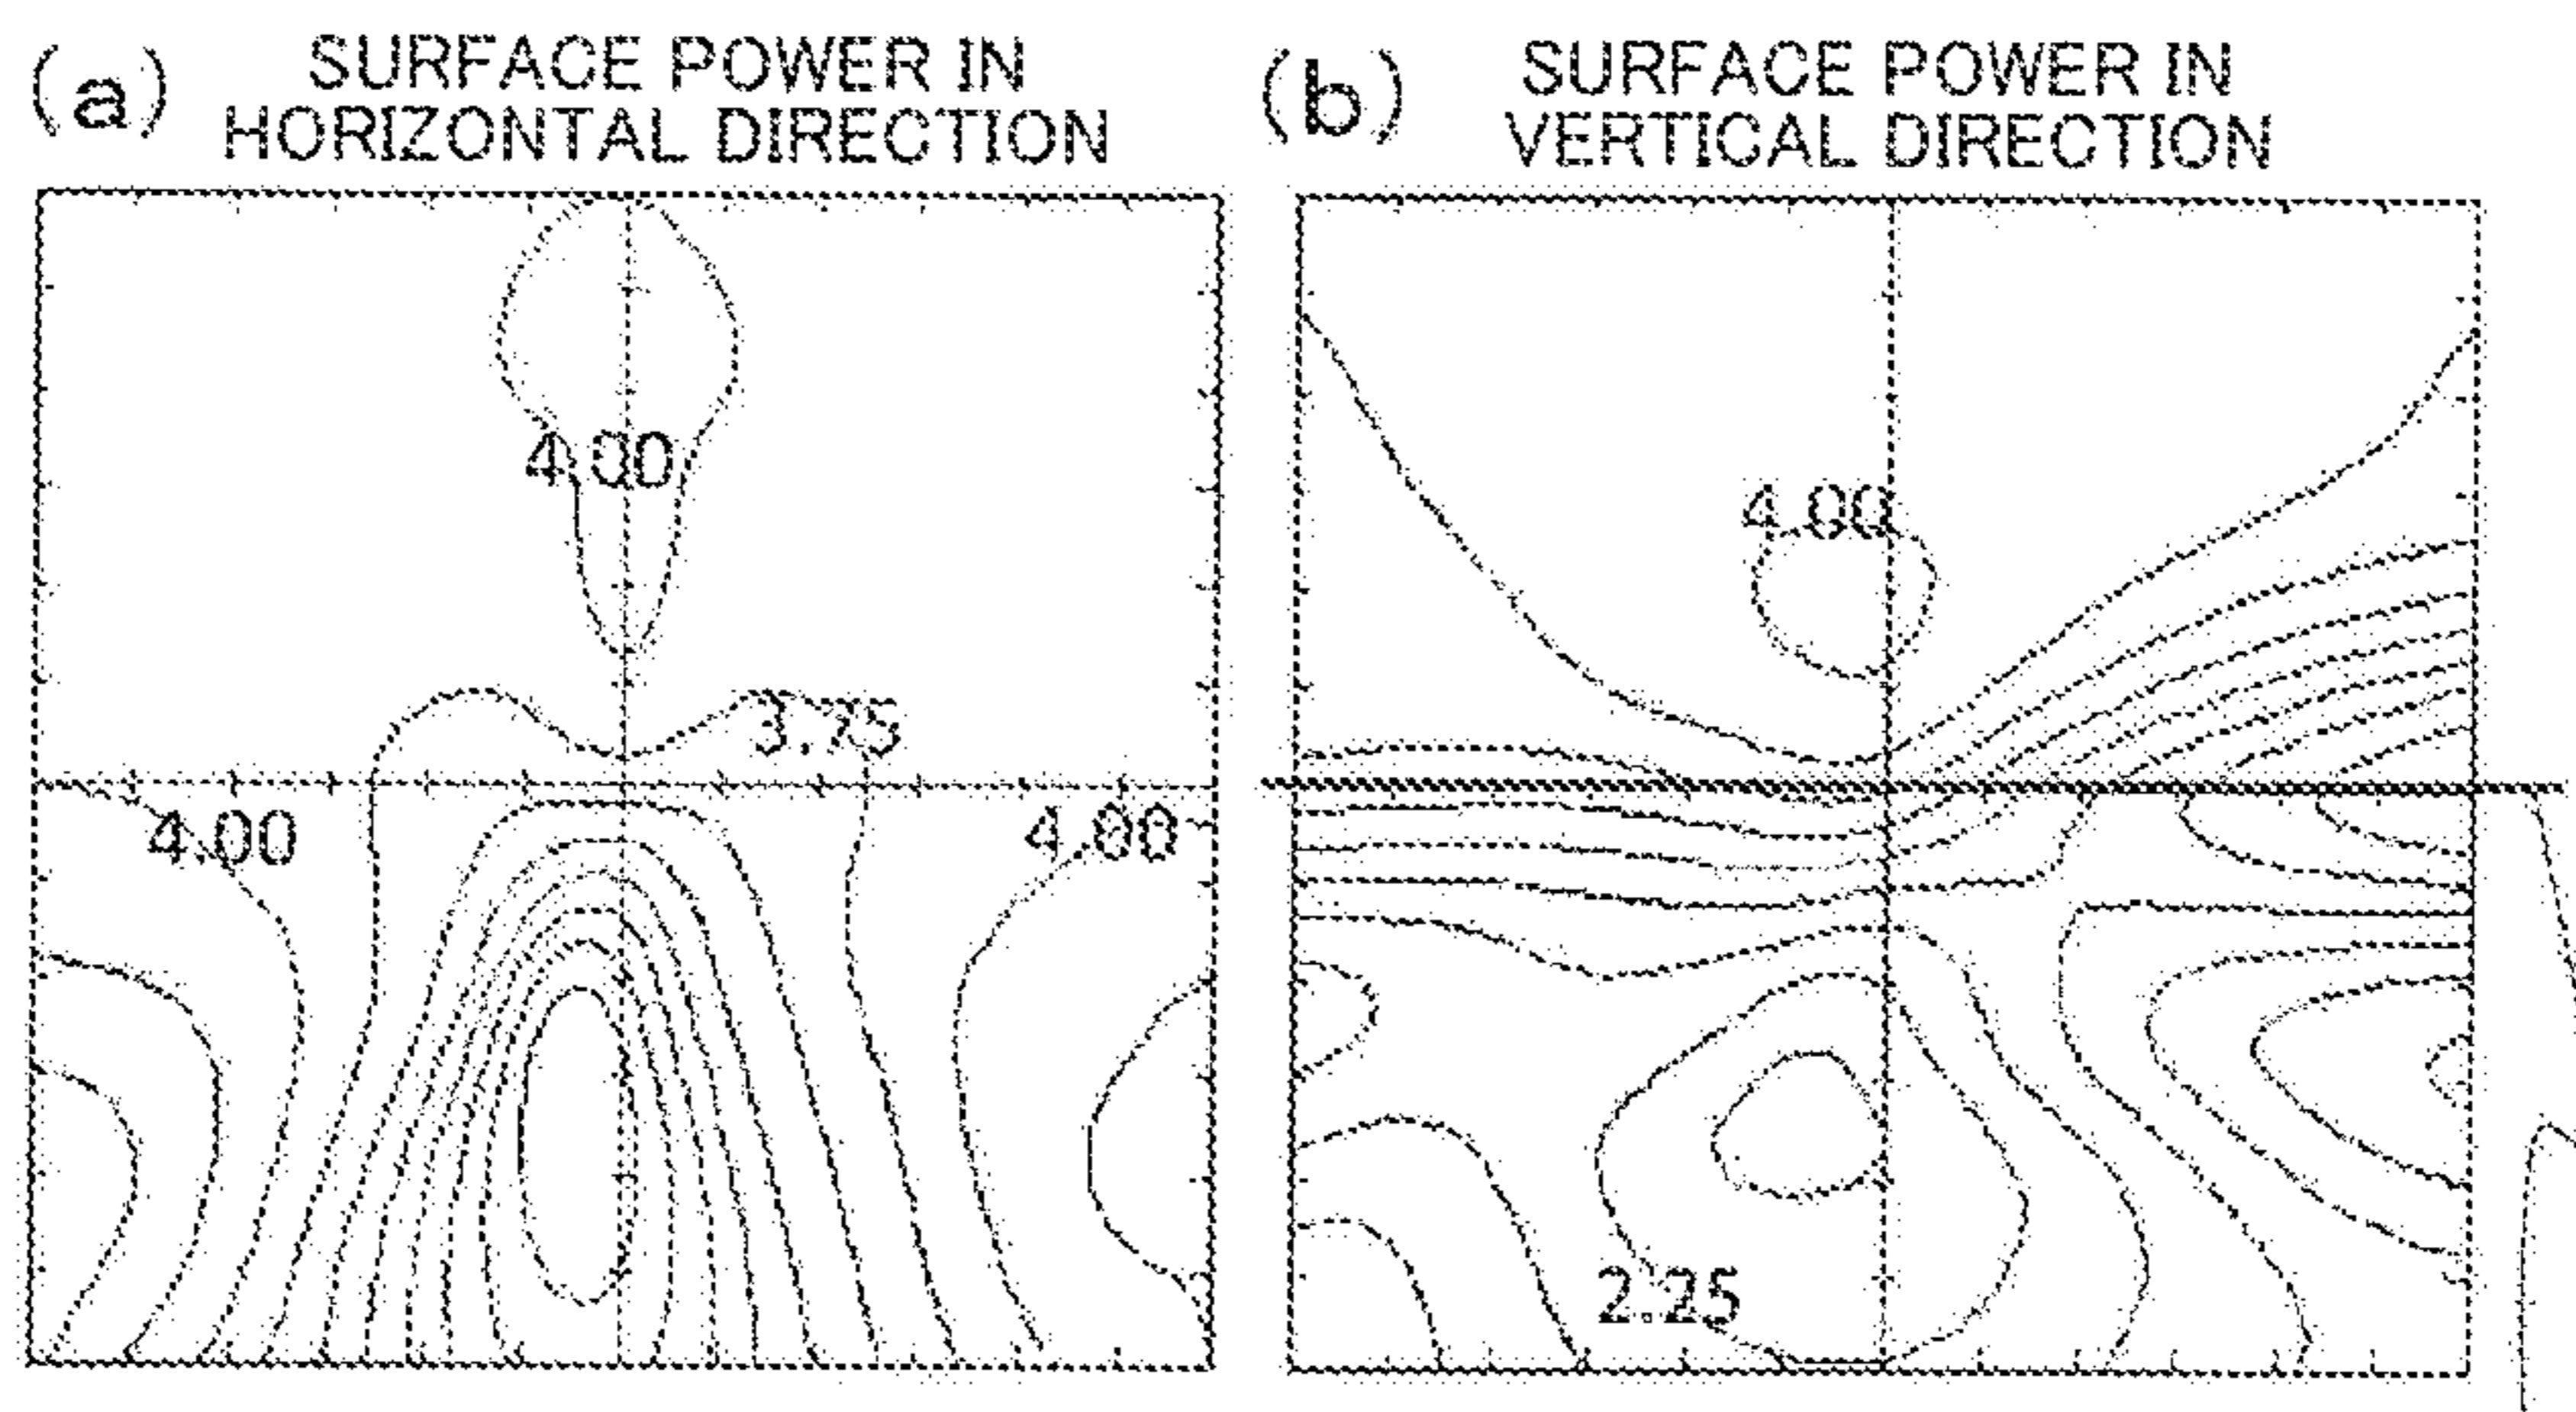 (a) SURFACE POWER IN
HORIZONTAL DIRECTION
4.00
3.75
4.00
4.00
(b) SURFACE POWER IN
VERTICAL DIRECTION
4.00
2.25